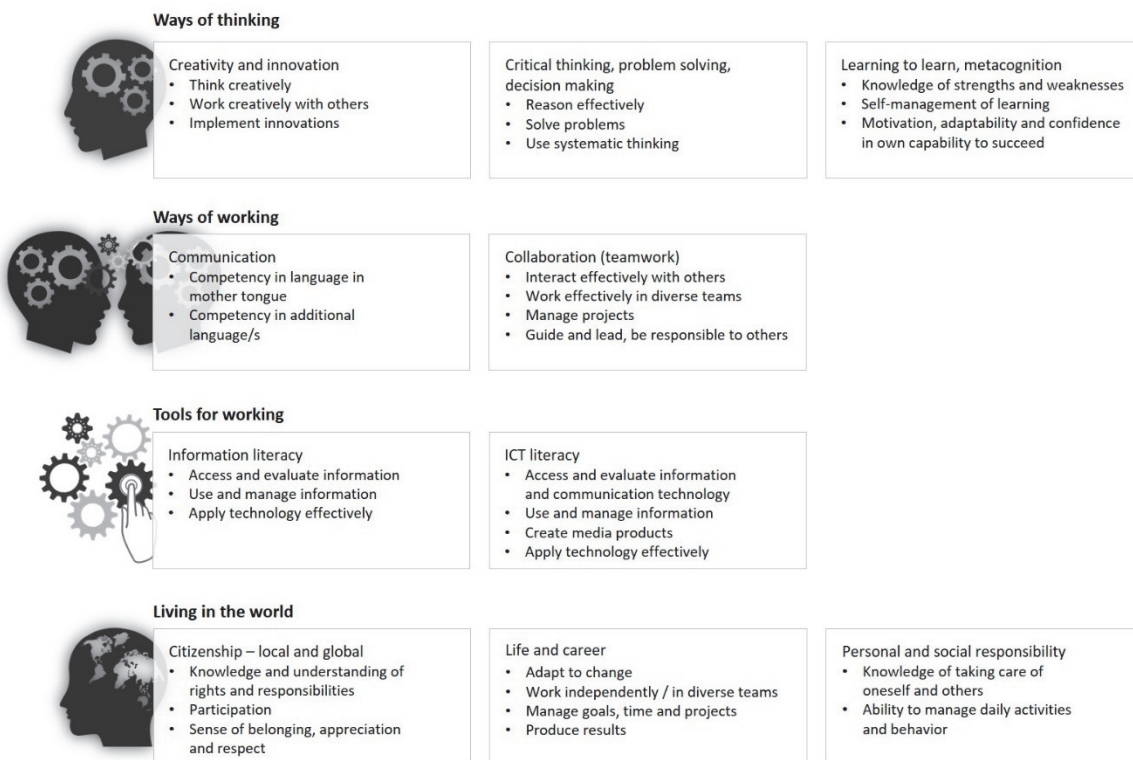 Ways of thinking
Creativity and innovation
• Think creatively
• Work creatively with others
• Implement innovations
Critical thinking, problem solving,
decision making
• Reason effectively
• Solve problems
• Use systematic thinking
Learning to learn, metacognition
• Knowledge of strengths and weaknesses
• Self-management of learning
• Motivation, adaptability and confidence
in own capability to succeed
Ways of working
Communication
• Competency in language in
mother tongue
• Competency in additional
language/s
Collaboration (teamwork)
• Interact effectively with others
• Work effectively in diverse teams
• Manage projects
• Guide and lead, be responsible to others
Tools for working
Information literacy
• Access and evaluate information
• Use and manage information
• Apply technology effectively
ICT literacy
• Access and evaluate information
and communication technology
• Use and manage information
• Create media products
• Apply technology effectively
Living in the world
Citizenship – local and global
• Knowledge and understanding of
rights and responsibilities
• Participation
• Sense of belonging, appreciation
and respect
Life and career
• Adapt to change
• Work independently / in diverse teams
• Manage goals, time and projects
• Produce results
Personal and social responsibility
• Knowledge of taking care of
oneself and others
• Ability to manage daily activities
and behavior